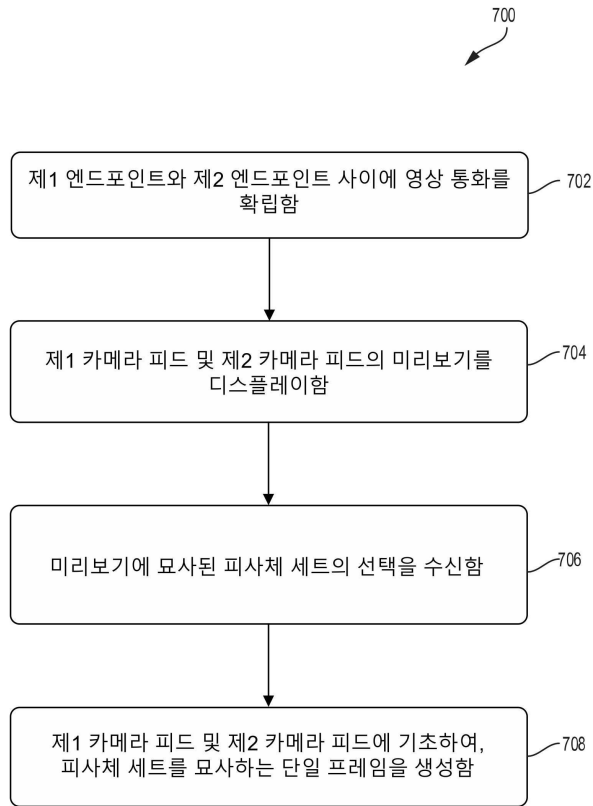 700
제1 엔드포인트와 제2 엔드포인트 사이에 영상 통화를
확립함
702
제1 카메라 피드 및 제2 카메라 피드의 미리보기를
디스플레이함
704
미리보기에 묘사된 피사체 세트의 선택을 수신함
706
제1 카메라 피드 및 제2 카메라 피드에 기초하여,
피사체 세트를 묘사하는 단일 프레임을 생성함
708